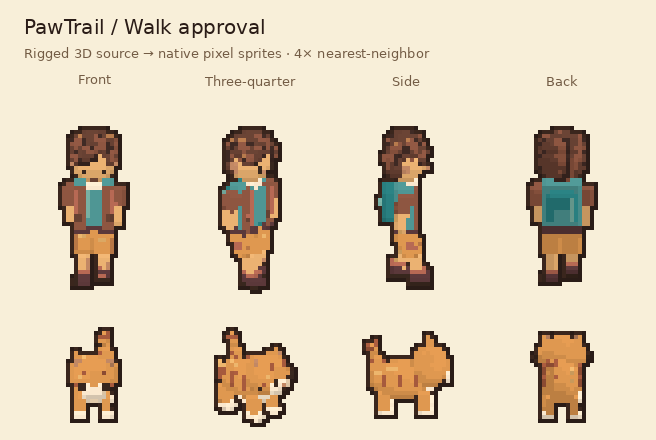 PawTrail / Walk approval
Rigged 3D source → native pixel sprites · 4× nearest-neighbor
Front Three-quarter Side Back